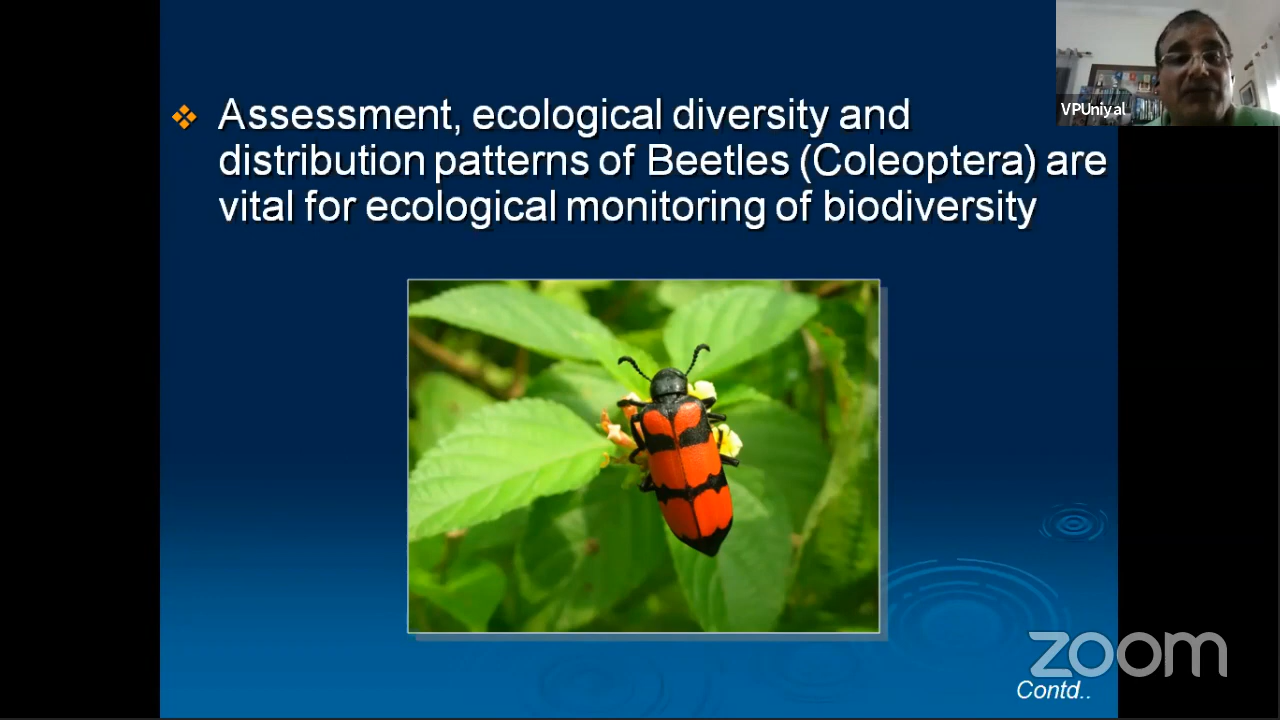 Assessment, ecological diversity and
distribution patterns of Beetles (Coleoptera) are
vital for ecological monitoring of biodiversity
VPUniyal
zoom
Contd..